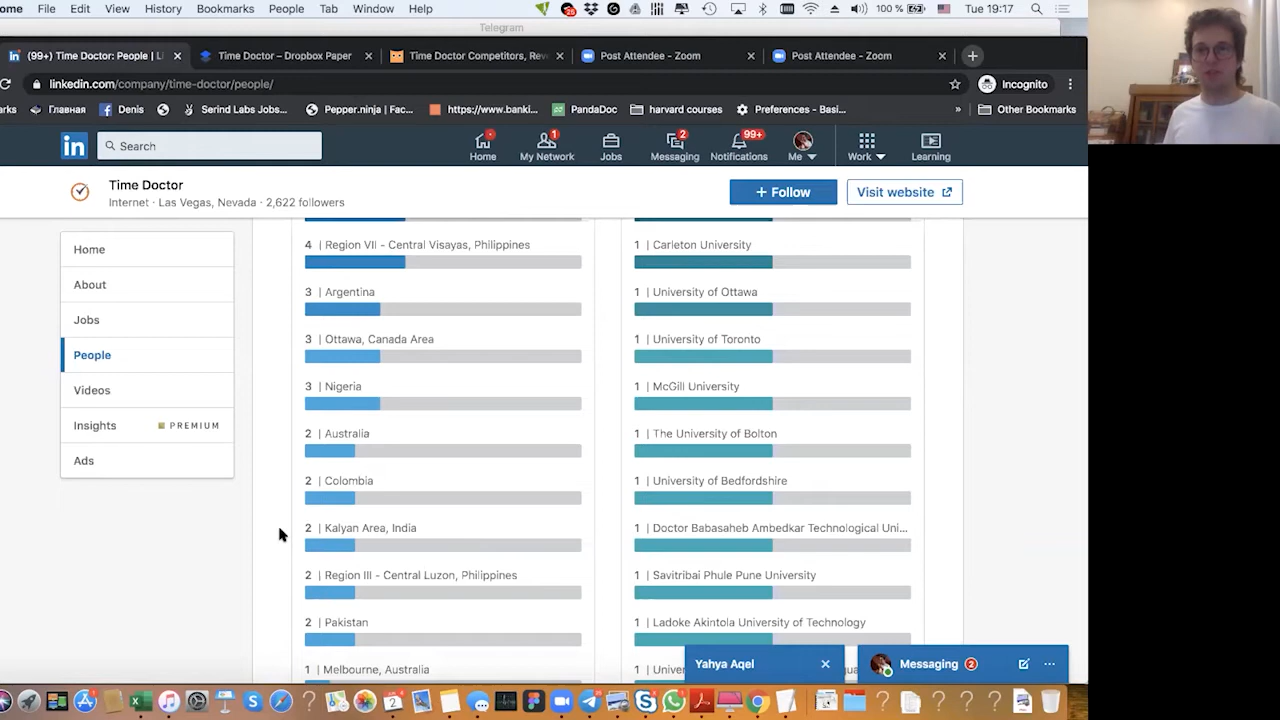 ome File Edit View History Bookmarks People Tab Window Help 100 % Tue 19:17
Telegram
(99+) Time Doctor: People | Li Time Doctor – Dropbox Paper Time Doctor Competitors, Reve Post Attendee - Zoom Post Attendee - Zoom
linkedin.com/company/time-doctor/people/ Incognito
arks Главная Denis Serind Labs Jobs... Pepper.ninja | Fac... https://www.banki... PandaDoc harvard courses Preferences - Basi... » Other Bookmarks
in Search Home 1 My Network Jobs 2 Messaging 99+ Notifications Me Work Learning
Time Doctor
Internet · Las Vegas, Nevada · 2,622 followers
+ Follow
Visit website
Home
About
Jobs
People
Videos
Insights PREMIUM
Ads
4 | Region VII - Central Visayas, Philippines
3 | Argentina
3 | Ottawa, Canada Area
3 | Nigeria
2 | Australia
2 | Colombia
2 | Kalyan Area, India
2 | Region III - Central Luzon, Philippines
2 | Pakistan
1 | Melbourne, Australia
1 | Carleton University
1 | University of Ottawa
1 | University of Toronto
1 | McGill University
1 | The University of Bolton
1 | University of Bedfordshire
1 | Doctor Babasaheb Ambedkar Technological Uni...
1 | Savitribai Phule Pune University
1 | Ladoke Akintola University of Technology
Yahya Aqel
Messaging 2